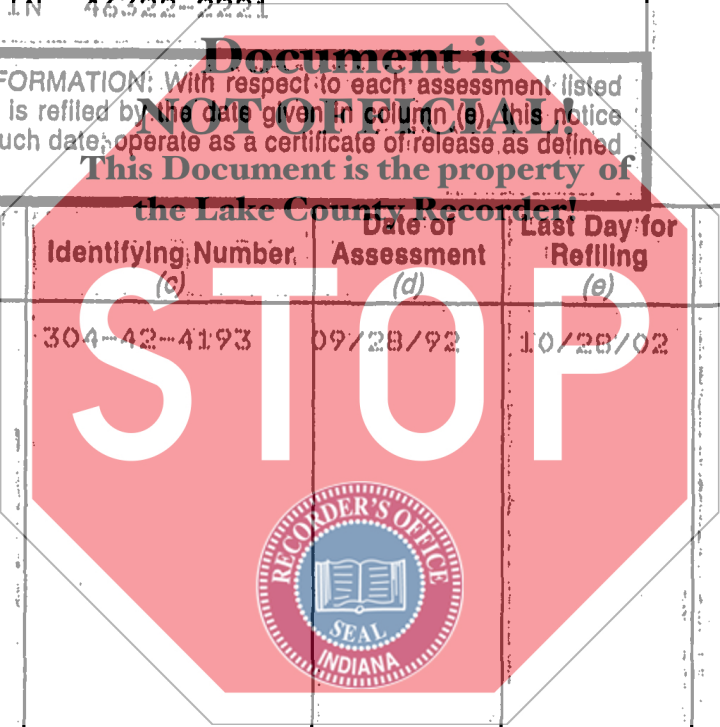 IN 46322-2221
Document is
FORMATION: With respect to each assessment listed
NOT OFFICIAL!
is refiled by the date given in column (e), this notice
uch date, operate as a certificate of release as defined
This Document is the property of
the Lake County Recorder!
Identifying Number
(c)
Date of
Assessment
(d)
Last Day for
Refiling
(e)
304-42-4193 09/28/92 10/28/02
STOP
RECORDER'S OFFICE
SEAL
INDIANA